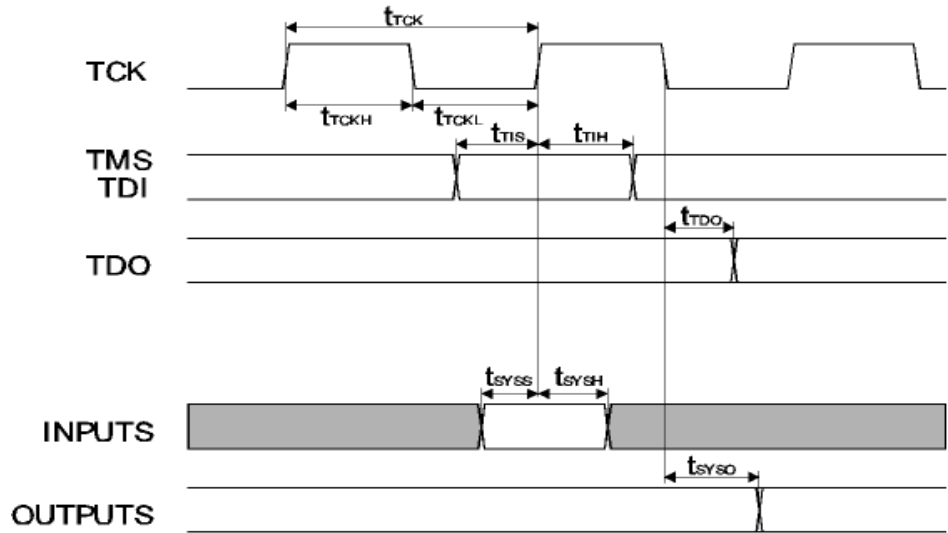 tTCK
TCK
tTCKH
tTCKL
tTIS
tTIH
TMS
TDI
tTDO
TDO
tSYSS
tSYSH
INPUTS
tSYSO
OUTPUTS